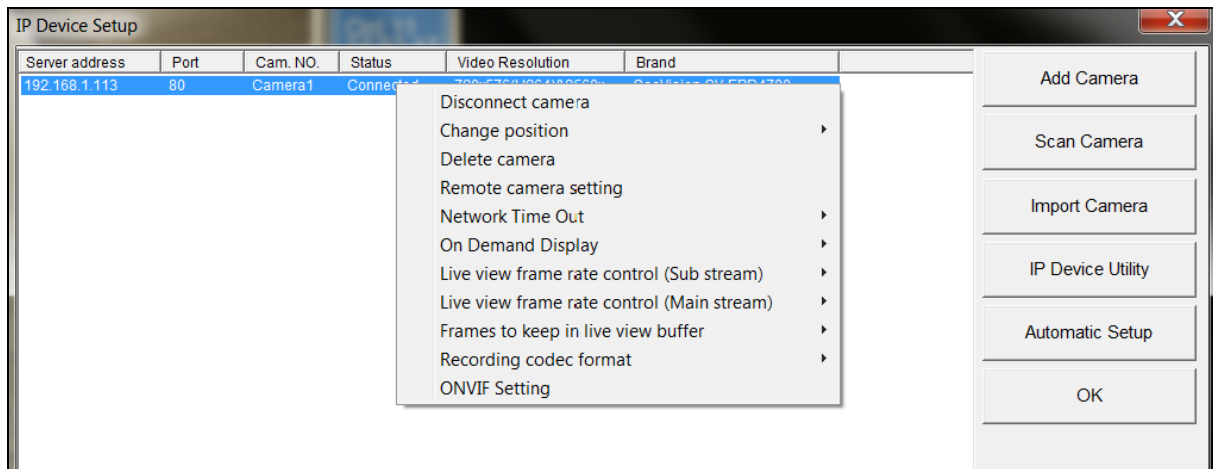 IP Device Setup
Server address Port Cam. NO. Status Video Resolution Brand
192.168.1.113 80 Camera1
Add Camera
Scan Camera
Import Camera
IP Device Utility
Automatic Setup
OK
Disconnect camera
Change position
Delete camera
Remote camera setting
Network Time Out
On Demand Display
Live view frame rate control (Sub stream)
Live view frame rate control (Main stream)
Frames to keep in live view buffer
Recording codec format
ONVIF Setting